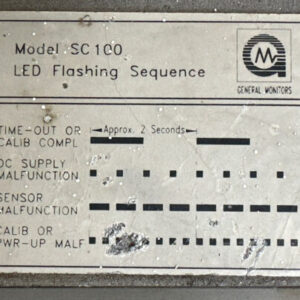 Model SC100
LED Flashing Sequence
GENERAL MONITORS
TIME-OUT OR
CALIB COMPL
Approx. 2 Seconds
DC SUPPLY
MALFUNCTION
SENSOR
MALFUNCTION
CALIB OR
PWR-UP MALF